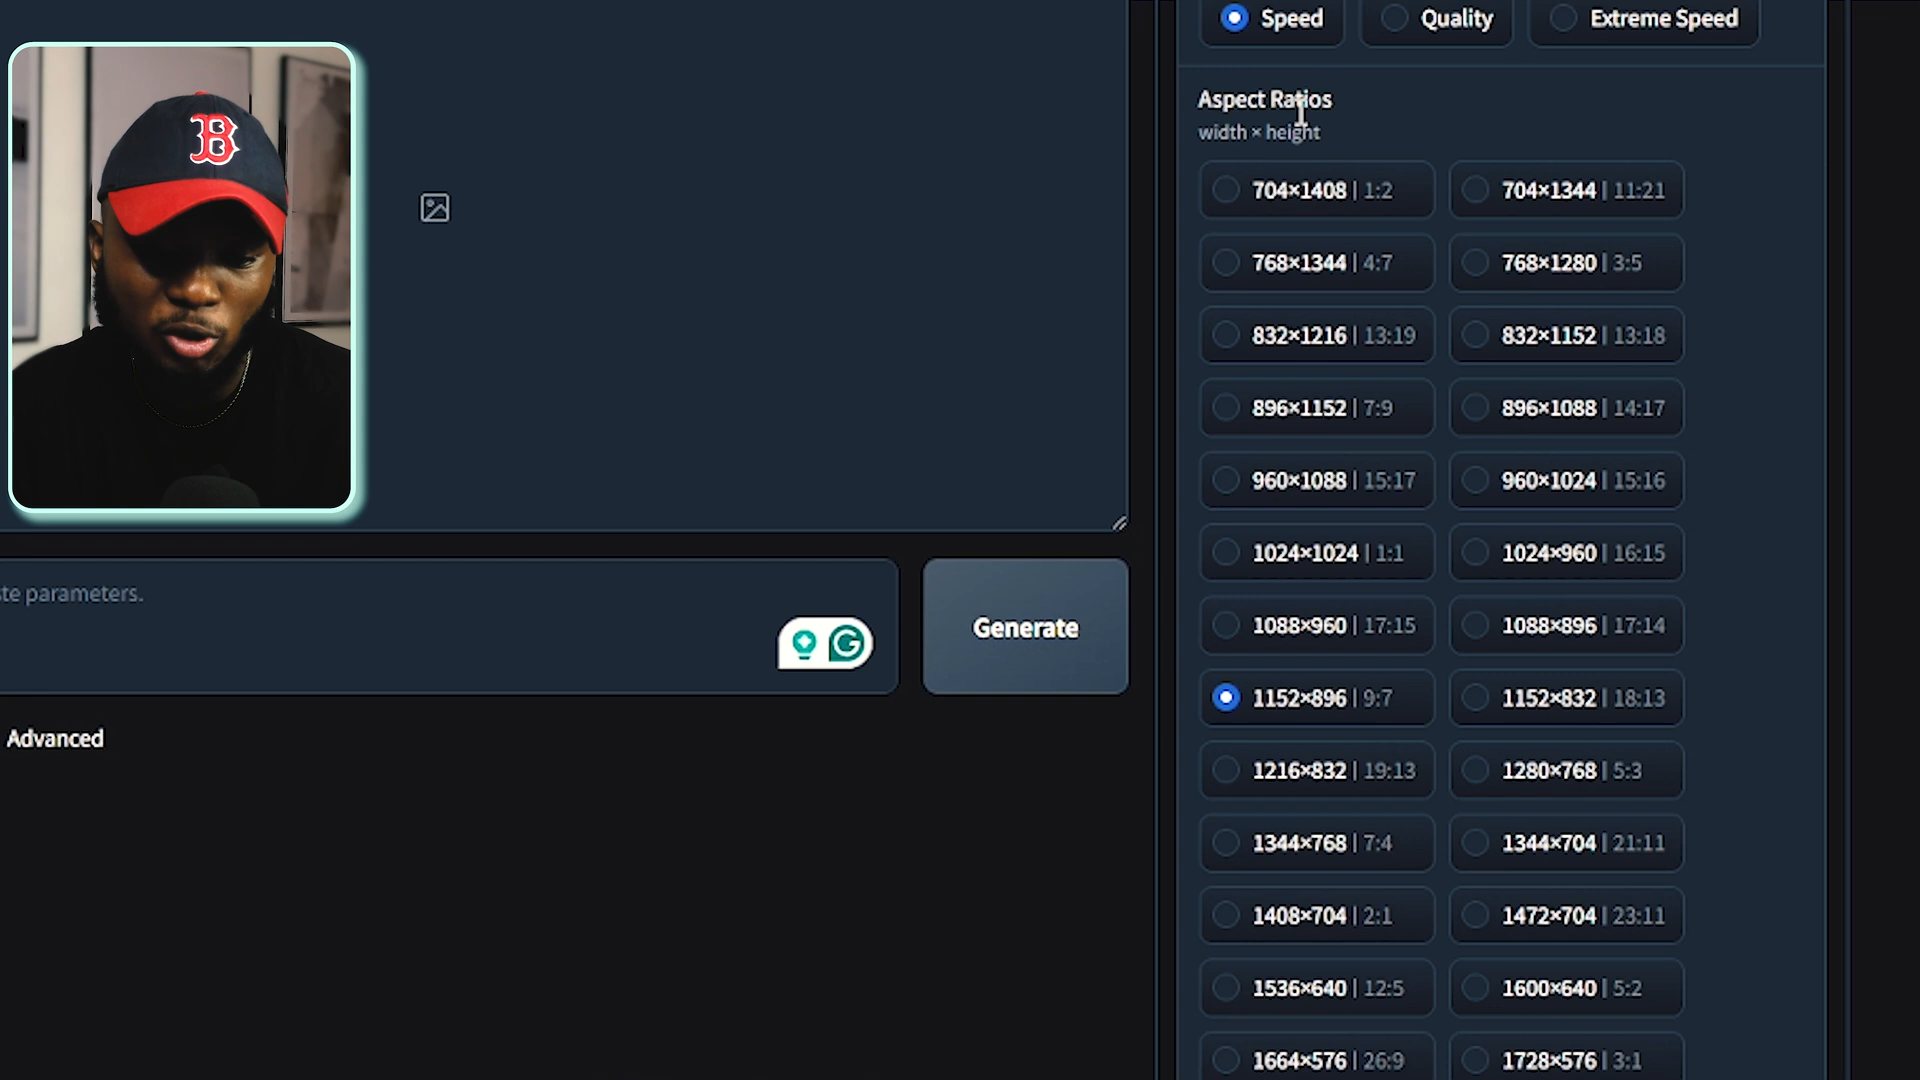 Speed
Quality
Extreme Speed
B
Aspect Ratios
width × height
704×1408 | 1:2
704×1344 | 11:21
768×1344 | 4:7
768×1280 | 3:5
832×1216 | 13:19
832×1152 | 13:18
896×1152 | 7:9
896×1088 | 14:17
960×1088 | 15:17
960×1024 | 15:16
1024×1024 | 1:1
1024×960 | 16:15
1088×960 | 17:15
1088×896 | 17:14
1152×896 | 9:7
1152×832 | 18:13
1216×832 | 19:13
1280×768 | 5:3
1344×768 | 7:4
1344×704 | 21:11
1408×704 | 2:1
1472×704 | 23:11
1536×640 | 12:5
1600×640 | 5:2
1664×576 | 26:9
1728×576 | 3:1
parameters.
Generate
Advanced